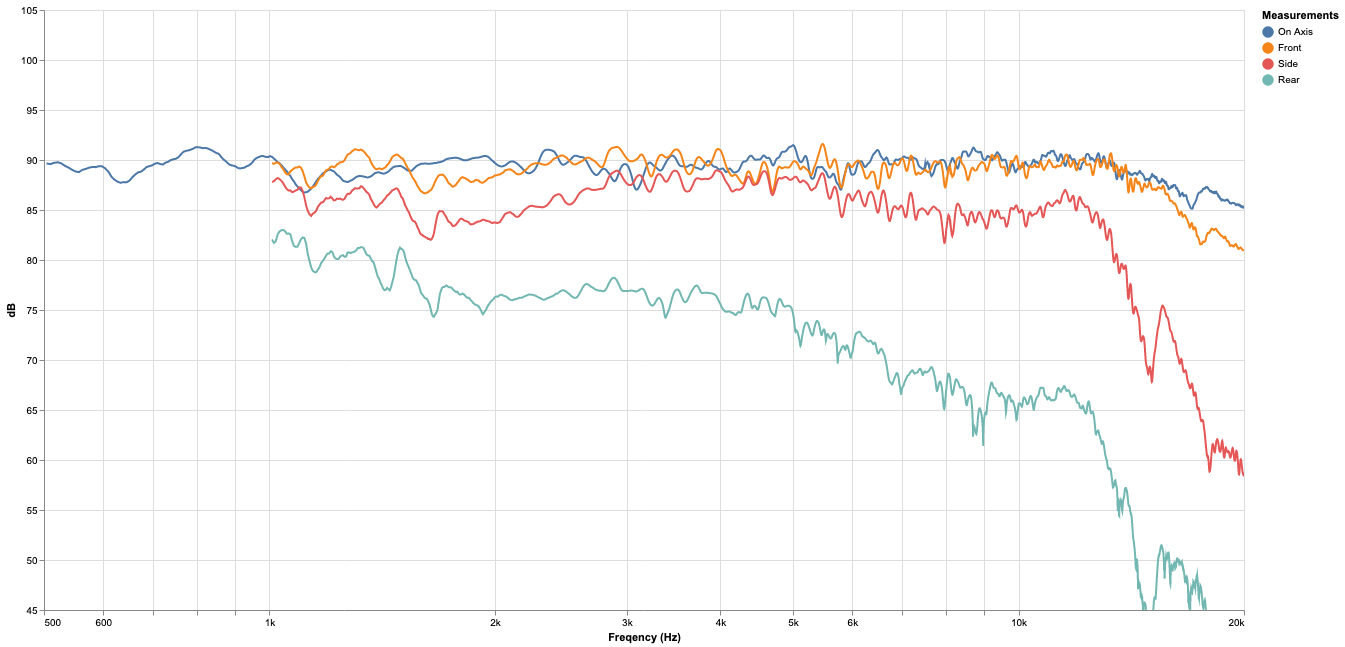 105
100
95
90
85
80
75
70
65
60
55
50
45
dB
500
600
1k
2k
3k
4k
5k
6k
10k
20k
Freqency (Hz)
Measurements
On Axis
Front
Side
Rear